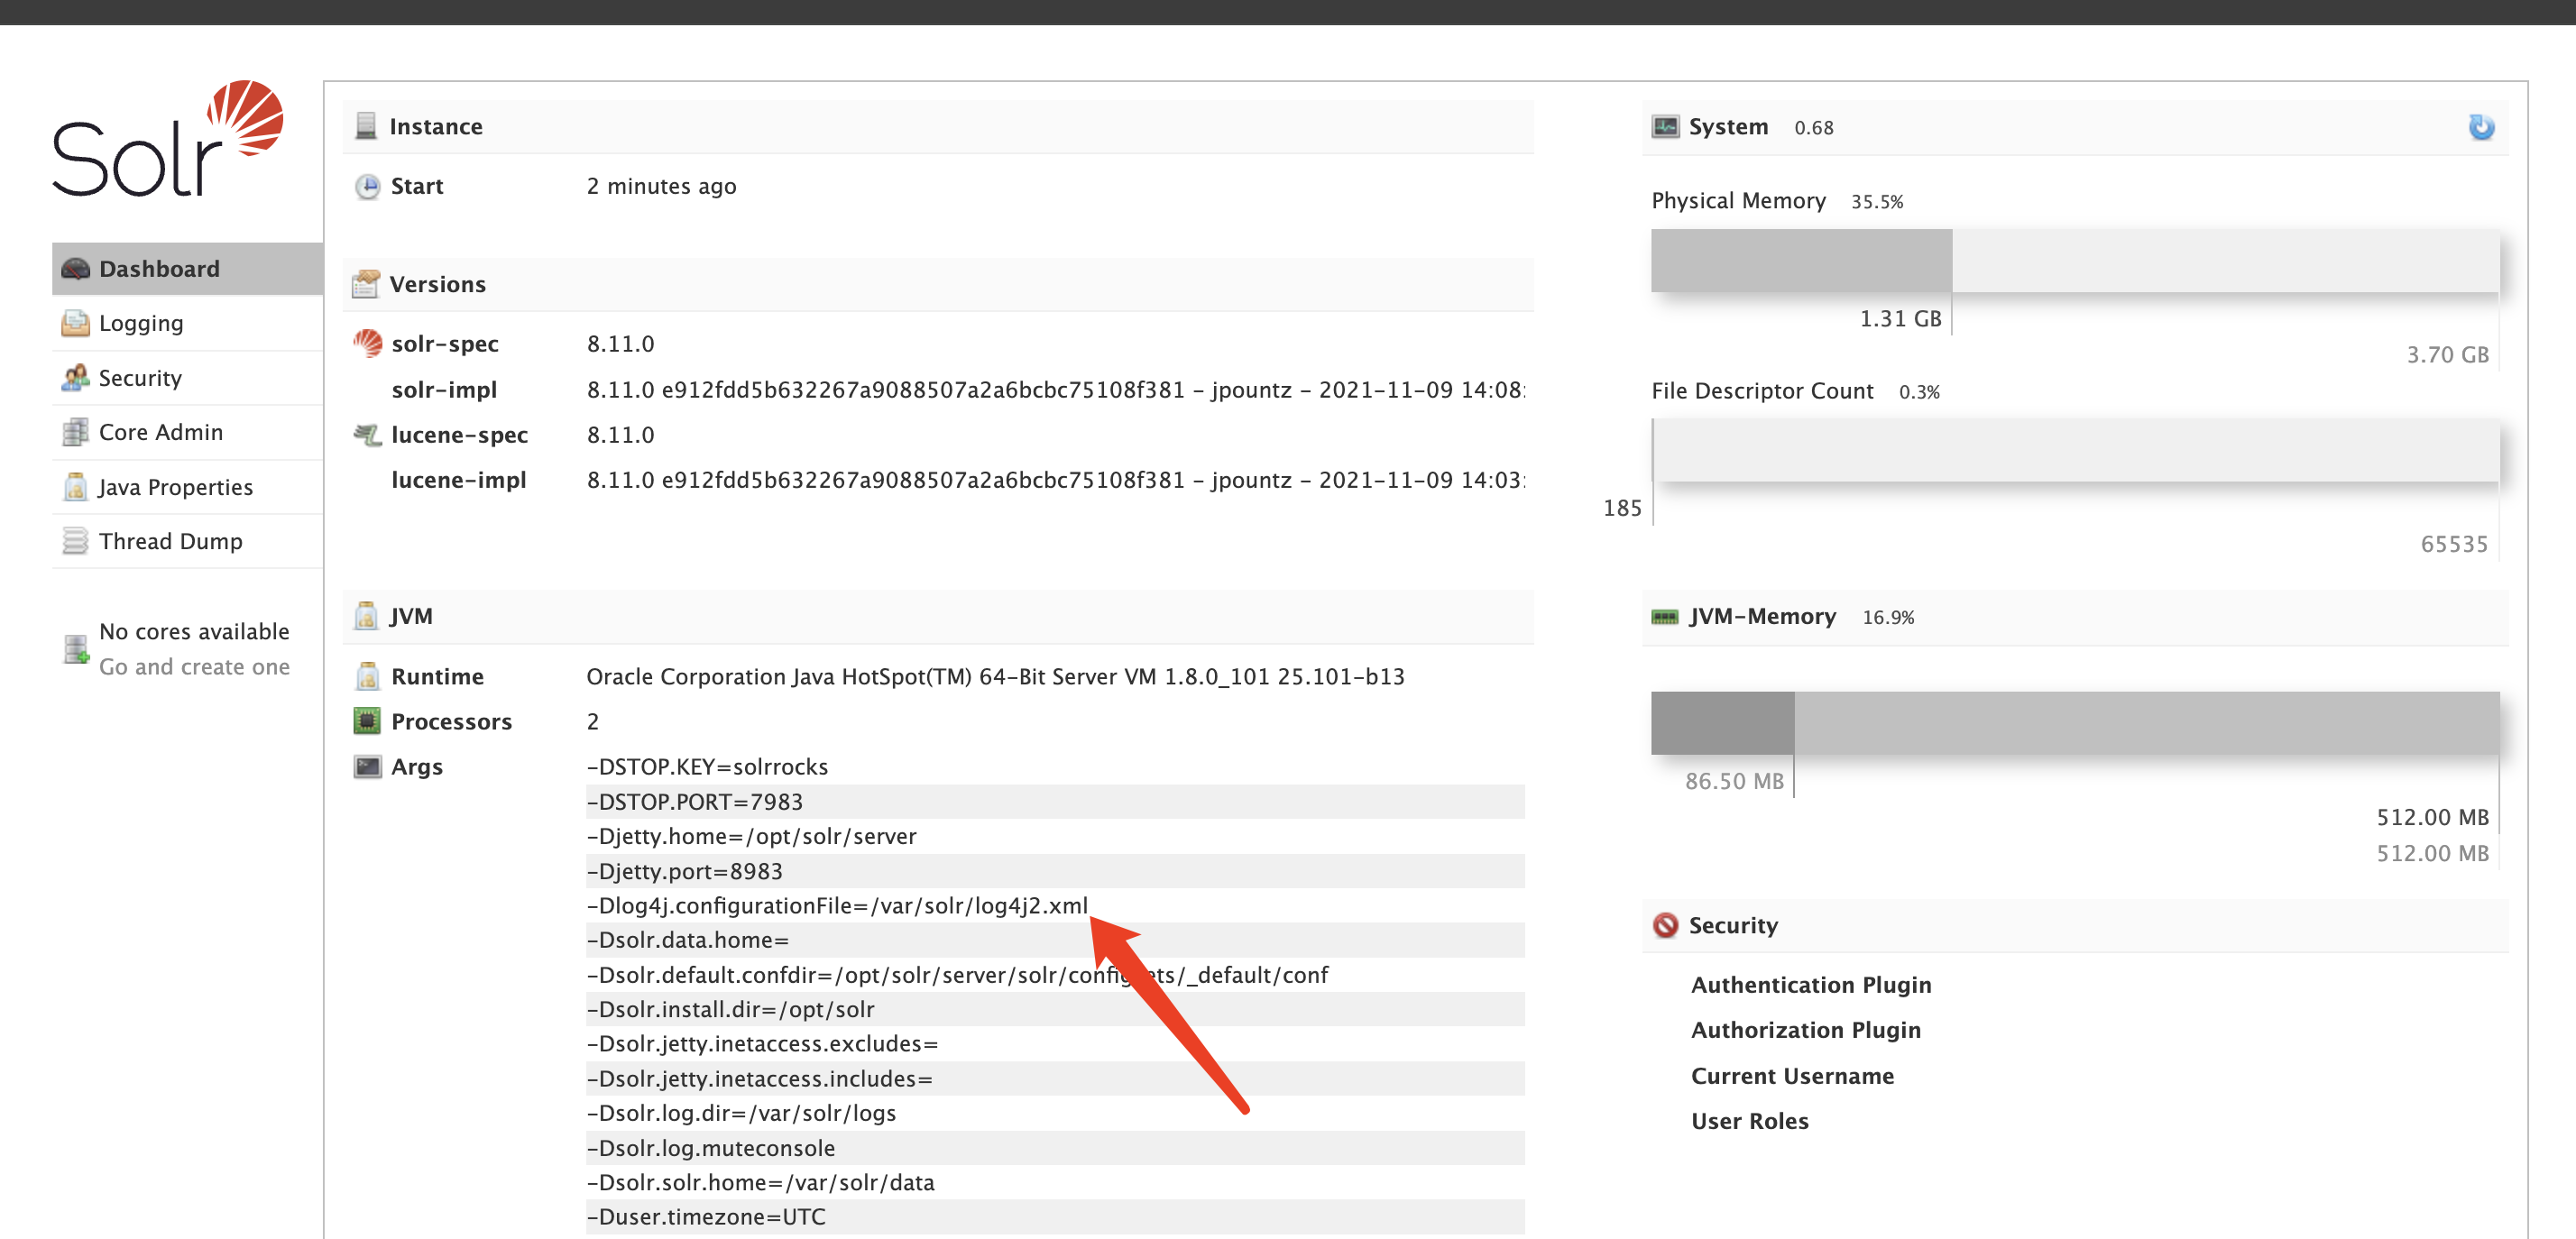 Solr
Dashboard
Logging
Security
Core Admin
Java Properties
Thread Dump
No cores available
Go and create one
Instance
Start 2 minutes ago
Versions
solr-spec 8.11.0
solr-impl 8.11.0 e912fdd5b632267a9088507a2a6bcbc75108f381 - jpountz - 2021-11-09 14:08:
lucene-spec 8.11.0
lucene-impl 8.11.0 e912fdd5b632267a9088507a2a6bcbc75108f381 - jpountz - 2021-11-09 14:03:
JVM
Runtime Oracle Corporation Java HotSpot(TM) 64-Bit Server VM 1.8.0_101 25.101-b13
Processors 2
Args -DSTOP.KEY=solrrocks
-DSTOP.PORT=7983
-Djetty.home=/opt/solr/server
-Djetty.port=8983
-Dlog4j.configurationFile=/var/solr/log4j2.xml
-Dsolr.data.home=
-Dsolr.default.confdir=/opt/solr/server/solr/configsets/_default/conf
-Dsolr.install.dir=/opt/solr
-Dsolr.jetty.inetaccess.excludes=
-Dsolr.jetty.inetaccess.includes=
-Dsolr.log.dir=/var/solr/logs
-Dsolr.log.muteconsole
-Dsolr.solr.home=/var/solr/data
-Duser.timezone=UTC
System 0.68
Physical Memory 35.5%
1.31 GB
3.70 GB
File Descriptor Count 0.3%
185
65535
JVM-Memory 16.9%
86.50 MB
512.00 MB
512.00 MB
Security
Authentication Plugin
Authorization Plugin
Current Username
User Roles